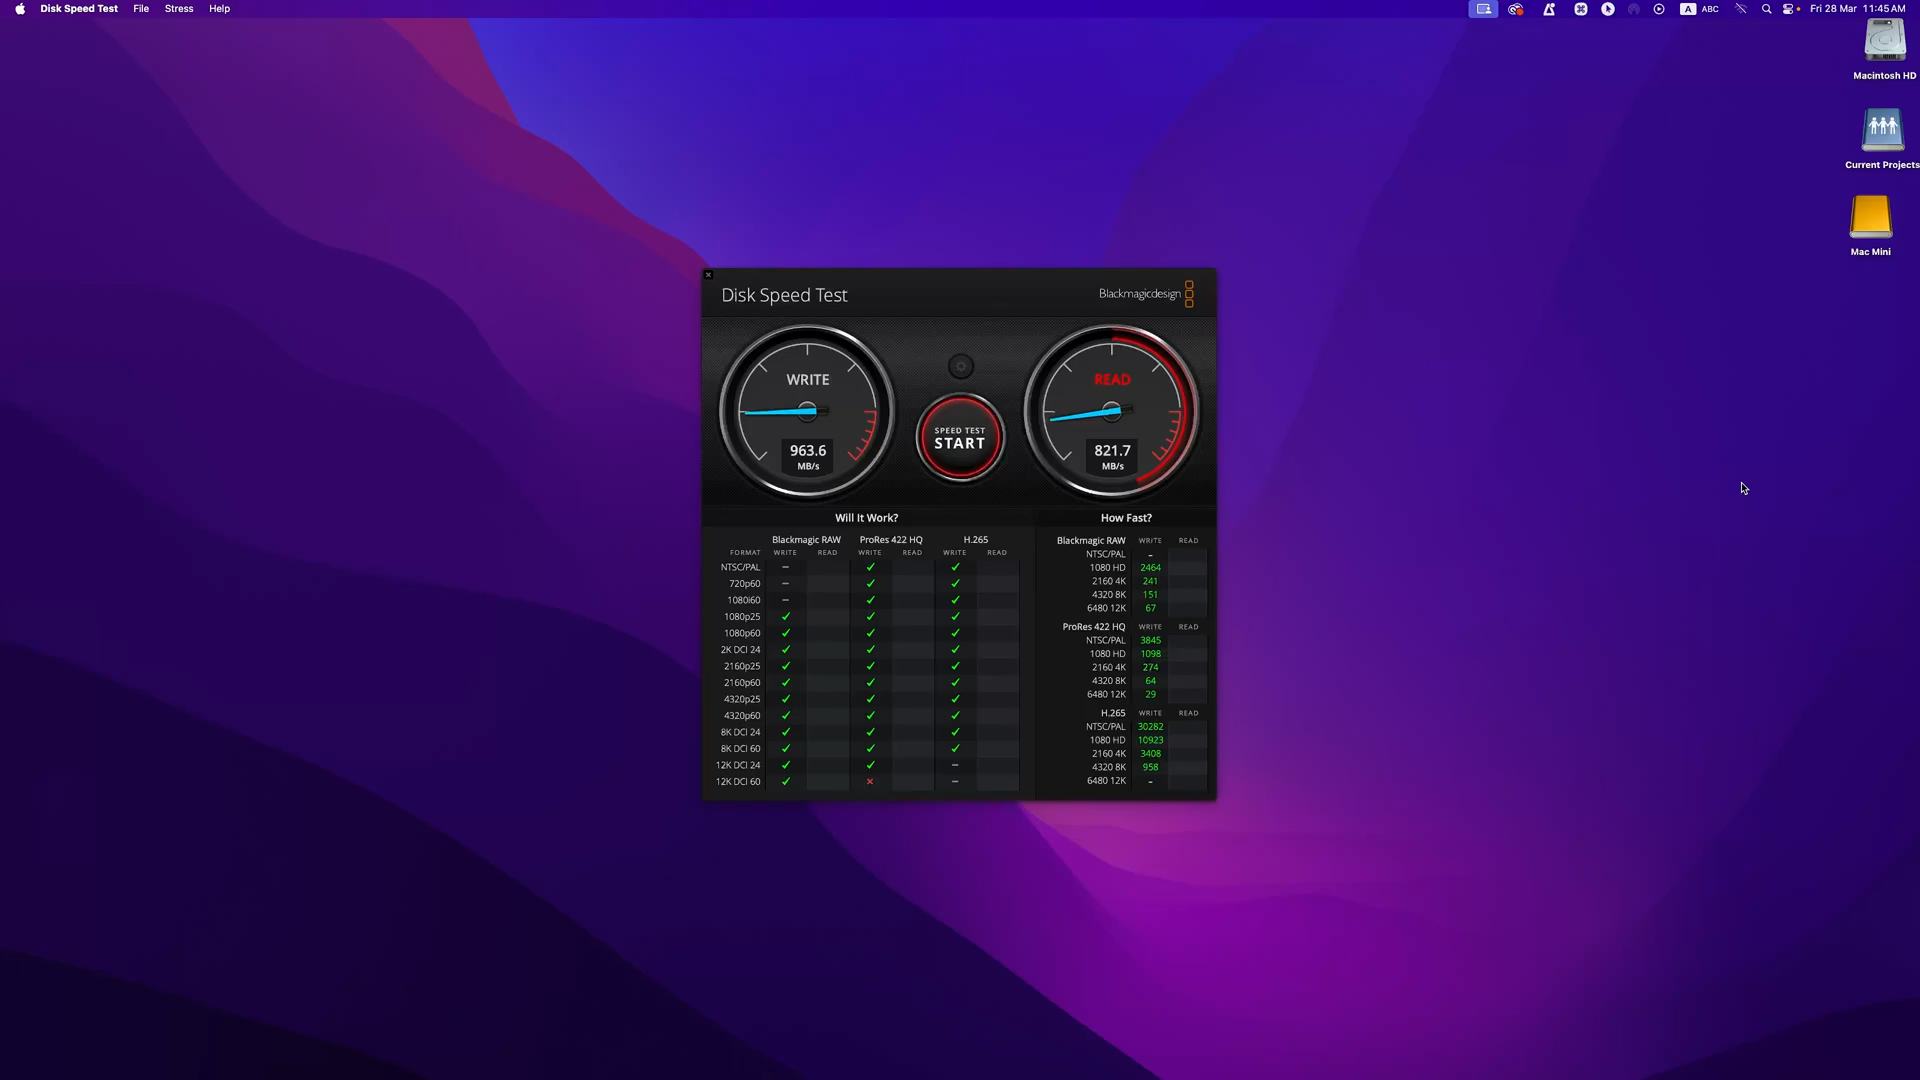 Disk Speed Test File Stress Help
A ABC Fri 28 Mar 11:45 AM
Macintosh HD
Current Projects
Mac Mini
Disk Speed Test
Blackmagicdesign
WRITE
963.6
MB/s
SPEED TEST
START
READ
821.7
MB/s
Will It Work?
Blackmagic RAW ProRes 422 HQ H.265
FORMAT WRITE READ WRITE READ WRITE READ
NTSC/PAL – ✓ ✓
720p60 – ✓ ✓
1080i60 – ✓ ✓
1080p25 ✓ ✓ ✓
1080p60 ✓ ✓ ✓
2K DCI 24 ✓ ✓ ✓
2160p25 ✓ ✓ ✓
2160p60 ✓ ✓ ✓
4320p25 ✓ ✓ ✓
4320p60 ✓ ✓ ✓
8K DCI 24 ✓ ✓ ✓
8K DCI 60 ✓ ✓ ✓
12K DCI 24 ✓ ✓ –
12K DCI 60 ✓ ✗ –
How Fast?
Blackmagic RAW WRITE READ
NTSC/PAL –
1080 HD 2464
2160 4K 241
4320 8K 151
6480 12K 67
ProRes 422 HQ WRITE READ
NTSC/PAL 3845
1080 HD 1098
2160 4K 274
4320 8K 64
6480 12K 29
H.265 WRITE READ
NTSC/PAL 30282
1080 HD 10923
2160 4K 3408
4320 8K 958
6480 12K –